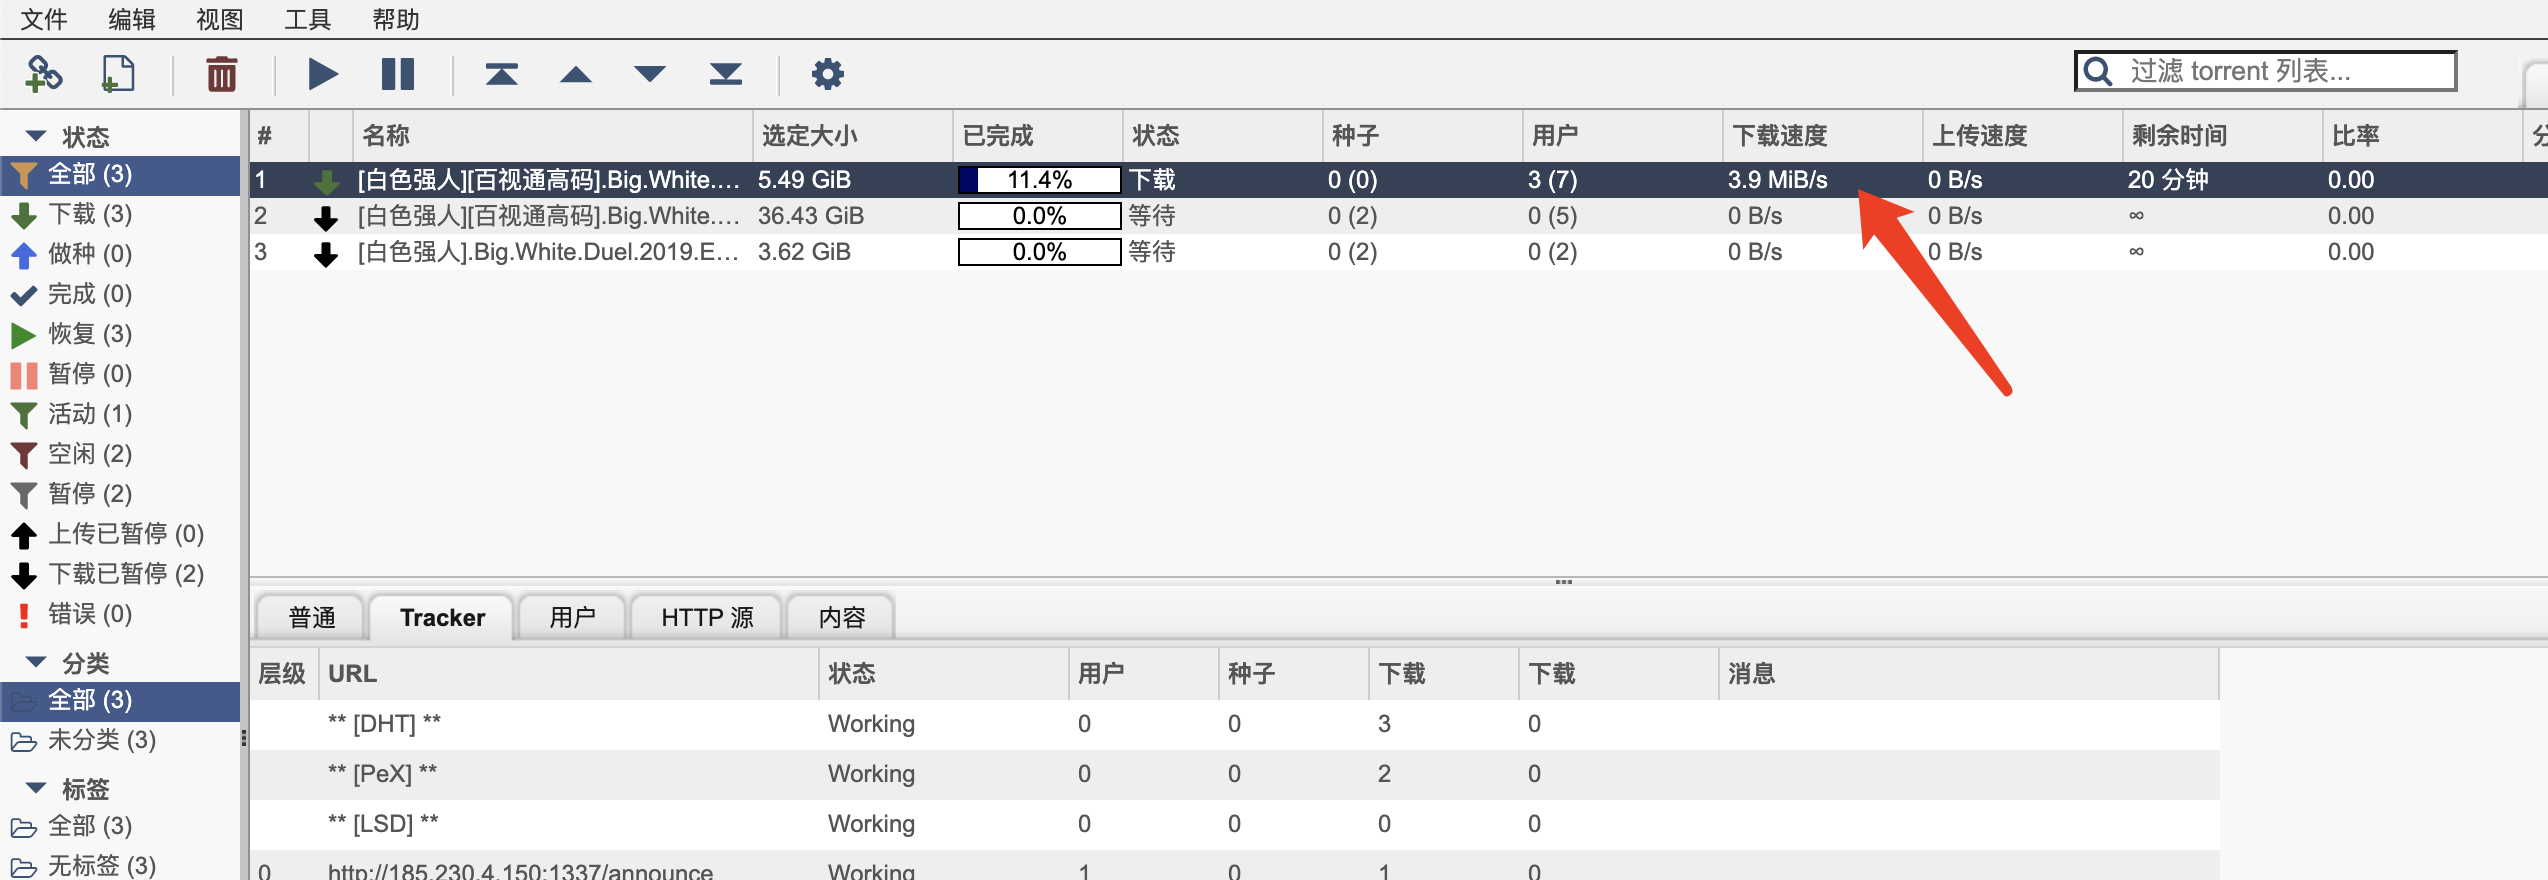 文件 编辑 视图 工具 帮助
过滤 torrent 列表...
状态
全部 (3)
下载 (3)
做种 (0)
完成 (0)
恢复 (3)
暂停 (0)
活动 (1)
空闲 (2)
暂停 (2)
上传已暂停 (0)
下载已暂停 (2)
错误 (0)
分类
全部 (3)
未分类 (3)
标签
全部 (3)
无标签 (3)
# 名称 选定大小 已完成 状态 种子 用户 下载速度 上传速度 剩余时间 比率
1 [白色强人][百视通高码].Big.White.... 5.49 GiB 11.4% 下载 0 (0) 3 (7) 3.9 MiB/s 0 B/s 20 分钟 0.00
2 [白色强人][百视通高码].Big.White.... 36.43 GiB 0.0% 等待 0 (2) 0 (5) 0 B/s 0 B/s ∞ 0.00
3 [白色强人].Big.White.Duel.2019.E... 3.62 GiB 0.0% 等待 0 (2) 0 (2) 0 B/s 0 B/s ∞ 0.00
普通 Tracker 用户 HTTP 源 内容
层级 URL 状态 用户 种子 下载 下载 消息
** [DHT] ** Working 0 0 3 0
** [PeX] ** Working 0 0 2 0
** [LSD] ** Working 0 0 0 0
0 http://185.230.4.150:1337/announce Working 1 0 1 0